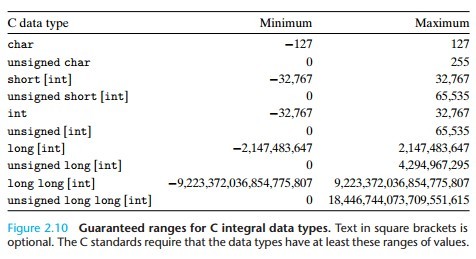 C data type Minimum Maximum
char −127 127
unsigned char 0 255
short [int] −32,767 32,767
unsigned short [int] 0 65,535
int −32,767 32,767
unsigned [int] 0 65,535
long [int] −2,147,483,647 2,147,483,647
unsigned long [int] 0 4,294,967,295
long long [int] −9,223,372,036,854,775,807 9,223,372,036,854,775,807
unsigned long long [int] 0 18,446,744,073,709,551,615
Figure 2.10 Guaranteed ranges for C integral data types. Text in square brackets is
optional. The C standards require that the data types have at least these ranges of values.